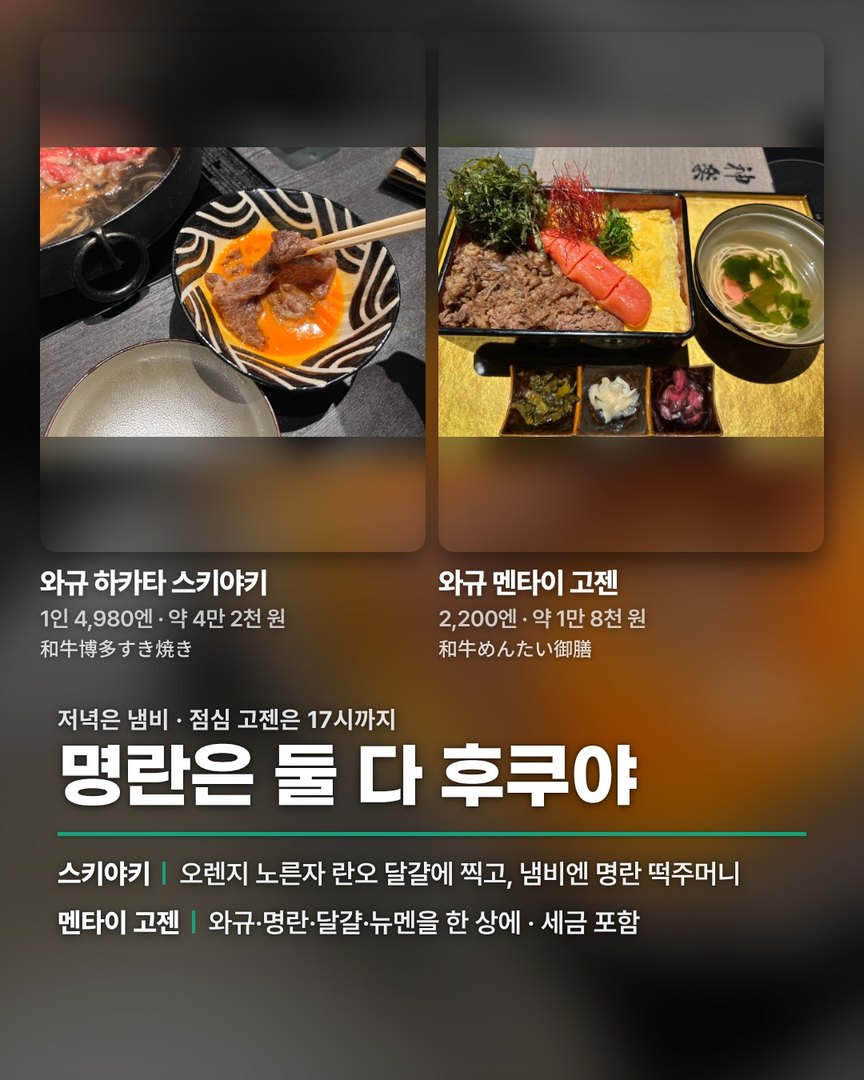 神楽
와규 하카타 스키야키
1인 4,980엔 · 약 4만 2천 원
和牛博多すき焼き
와규 멘타이 고젠
2,200엔 · 약 1만 8천 원
和牛めんたい御膳
저녁은 냄비 · 점심 고젠은 17시까지
명란은 둘 다 후쿠야
스키야키 | 오렌지 노른자 란오 달걀에 찍고, 냄비엔 명란 떡주머니
멘타이 고젠 | 와규·명란·달걀·뉴멘을 한 상에 · 세금 포함